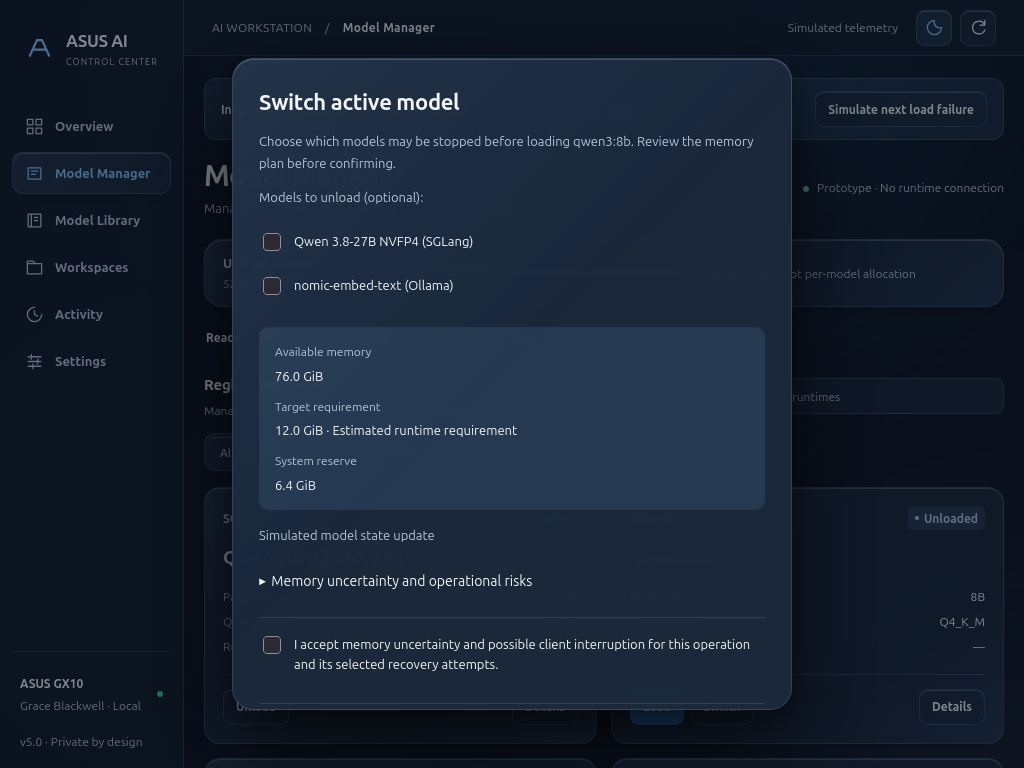 ASUS AI
CONTROL CENTER
AI WORKSTATION / Model Manager
Simulated telemetry
Overview
Model Manager
Model Library
Workspaces
Activity
Settings
ASUS GX10
Grace Blackwell · Local
v5.0 · Private by design
Simulate next load failure
Prototype · No runtime connection
per-model allocation
runtimes
Switch active model
Choose which models may be stopped before loading qwen3:8b. Review the memory
plan before confirming.
Models to unload (optional):
Qwen 3.8-27B NVFP4 (SGLang)
nomic-embed-text (Ollama)
Available memory
76.0 GiB
Target requirement
12.0 GiB · Estimated runtime requirement
System reserve
6.4 GiB
Simulated model state update
▸ Memory uncertainty and operational risks
I accept memory uncertainty and possible client interruption for this operation
and its selected recovery attempts.
• Unloaded
8B
Q4_K_M
—
Details